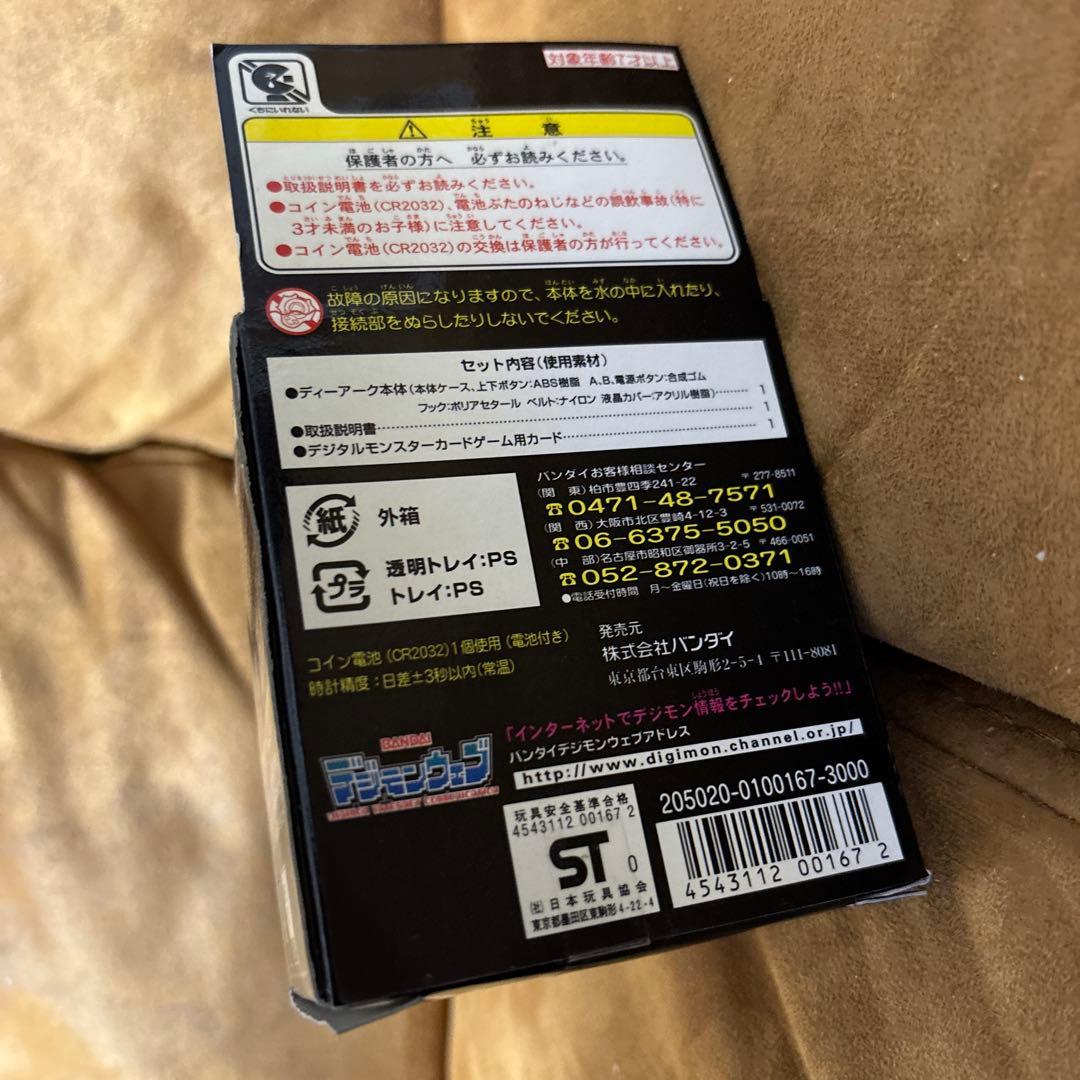 対象年齢7才以上
くちにいれない
⚠ 注意
保護者の方へ 必ずお読みください。
●取扱説明書を必ずお読みください。
●コイン電池(CR2032)、電池ぶたのねじなどの誤飲事故(特に
3才未満のお子様)に注意してください。
●コイン電池(CR2032)の交換は保護者の方が行ってください。
故障の原因になりますので、本体を水の中に入れたり、
接続部をぬらしたりしないでください。
セット内容(使用素材)
●ディーアーク本体(本体ケース、上下ボタン:ABS樹脂 A、B、電源ボタン:合成ゴム
フック:ポリアセタール ベルト:ナイロン 液晶カバー:アクリル樹脂)……… 1
●取扱説明書……………………………………………… 1
●デジタルモンスターカードゲーム用カード………………………… 1
紙 外箱
プラ 透明トレイ:PS
トレイ:PS
バンダイお客様相談センター
(関 東)柏市豊四季241-22 〒277-8511
☎0471-48-7571
(関 西)大阪市北区豊崎4-12-3 〒531-0072
☎06-6375-5050
(中 部)名古屋市昭和区御器所3-2-5 〒466-0051
☎052-872-0371
●電話受付時間 月～金曜日(祝日を除く)10時～16時
コイン電池(CR2032)1個使用(電池付き)
時計精度:日差±3秒以内(常温)
発売元
株式会社バンダイ
東京都台東区駒形2-5-4 〒111-8081
「インターネットでデジモン情報をチェックしよう!!」
バンダイデジモンウェブアドレス
http://www.digimon.channel.or.jp/
BANDAI
デジモンウェブ
205020-0100167-3000
玩具安全基準合格
4543112 00167 2
ST 0
(社)日本玩具協会
東京都墨田区東駒形4-22-4
4543112 00167 2